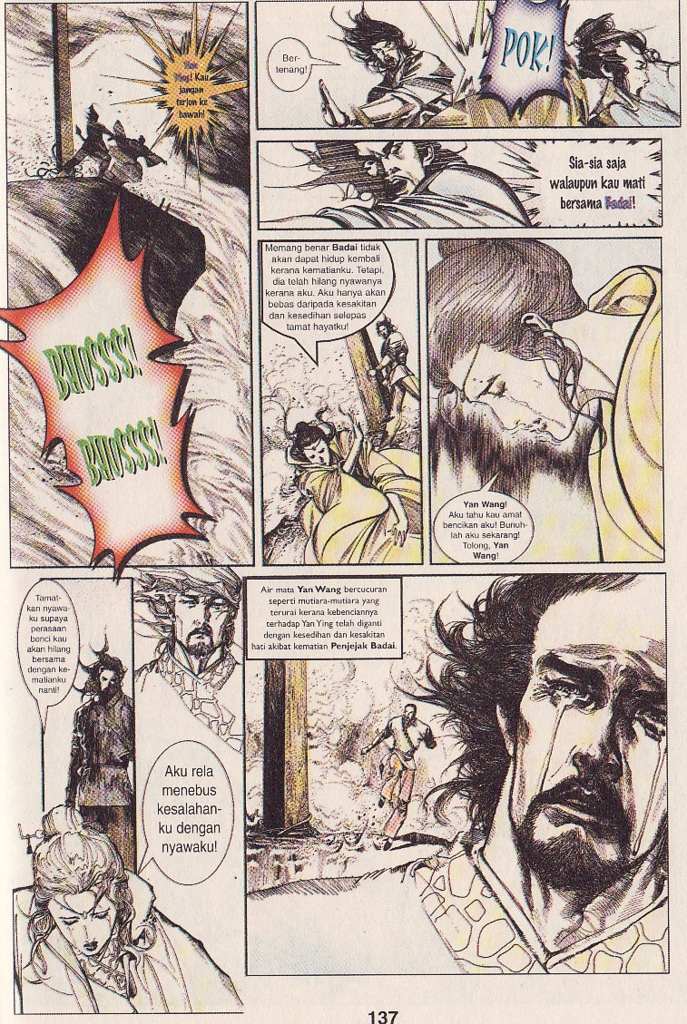 Yan
Ying! Kau
jangan
terjun ke
bawah!
BHOSSS!
BHOSSS!
Ber-
tenang!
POK!
Sia-sia saja
walaupun kau mati
bersama Badai!
Memang benar Badai tidak
akan dapat hidup kembali
kerana kematianku. Tetapi,
dia telah hilang nyawanya
kerana aku. Aku hanya akan
bebas daripada kesakitan
dan kesedihan selepas
tamat hayatku!
Yan Wang!
Aku tahu kau amat
bencikan aku! Bunuh-
lah aku sekarang!
Tolong, Yan
Wang!
Tamat-
kan nyawa-
ku supaya
perasaan
benci kau
akan hilang
bersama
dengan ke-
matianku
nanti!
Aku rela
menebus
kesalahan-
ku dengan
nyawaku!
Air mata Yan Wang bercucuran
seperti mutiara-mutiara yang
terurai kerana kebenciannya
terhadap Yan Ying telah diganti
dengan kesedihan dan kesakitan
hati akibat kematian Penjejak Badai.
137